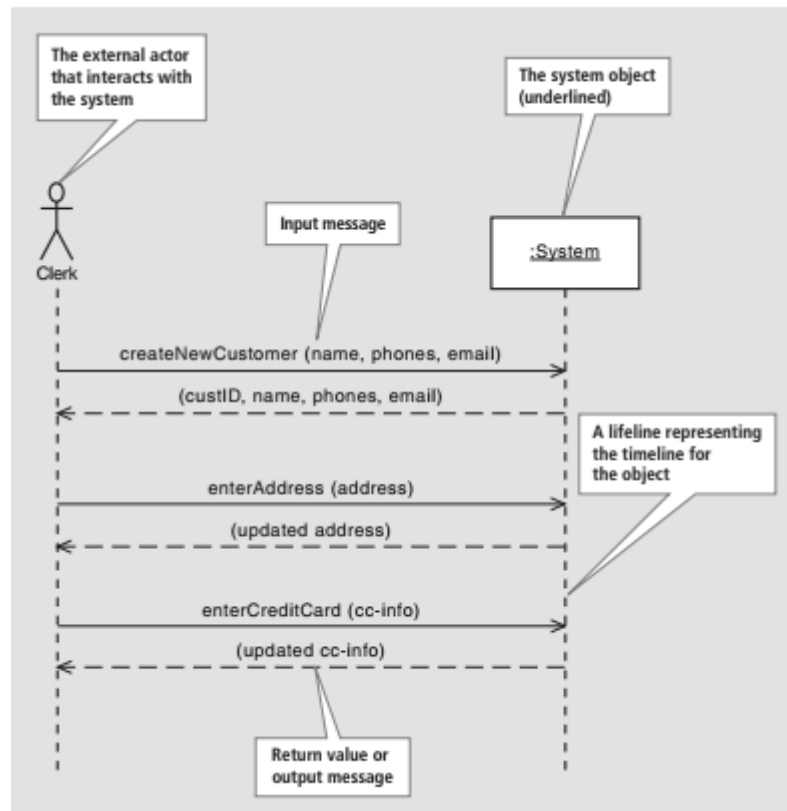 The external actor
that interacts with
the system
The system object
(underlined)
Input message
:System
Clerk
createNewCustomer (name, phones, email)
(custID, name, phones, email)
A lifeline representing
the timeline for
the object
enterAddress (address)
(updated address)
enterCreditCard (cc-info)
(updated cc-info)
Return value or
output message